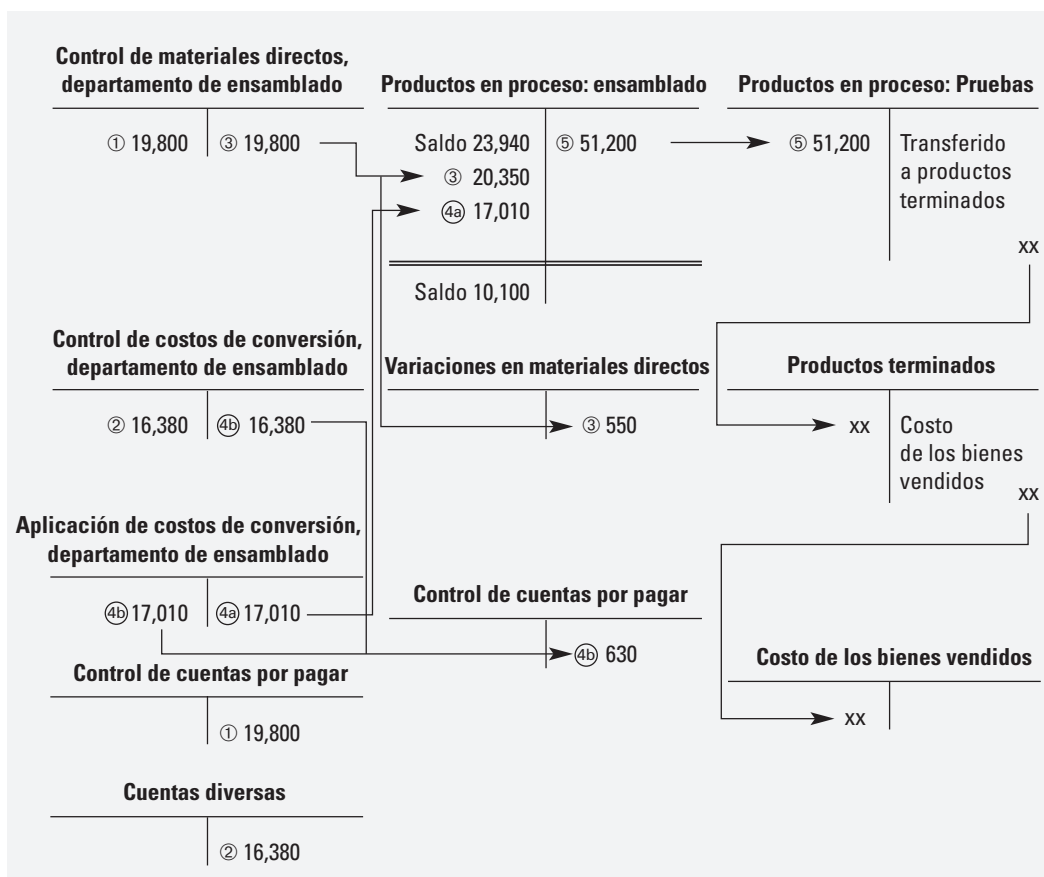 Control de materiales directos,
departamento de ensamblado
① 19,800 ③ 19,800
Productos en proceso: ensamblado
Saldo 23,940 ⑤ 51,200
③ 20,350
4a 17,010
Saldo 10,100
Productos en proceso: Pruebas
⑤ 51,200 Transferido
a productos
terminados
xx
Control de costos de conversión,
departamento de ensamblado
② 16,380 4b 16,380
Variaciones en materiales directos
③ 550
Productos terminados
xx Costo
de los bienes
vendidos
xx
Aplicación de costos de conversión,
departamento de ensamblado
4b 17,010 4a 17,010
Control de cuentas por pagar
4b 630
Costo de los bienes vendidos
xx
Control de cuentas por pagar
① 19,800
Cuentas diversas
② 16,380